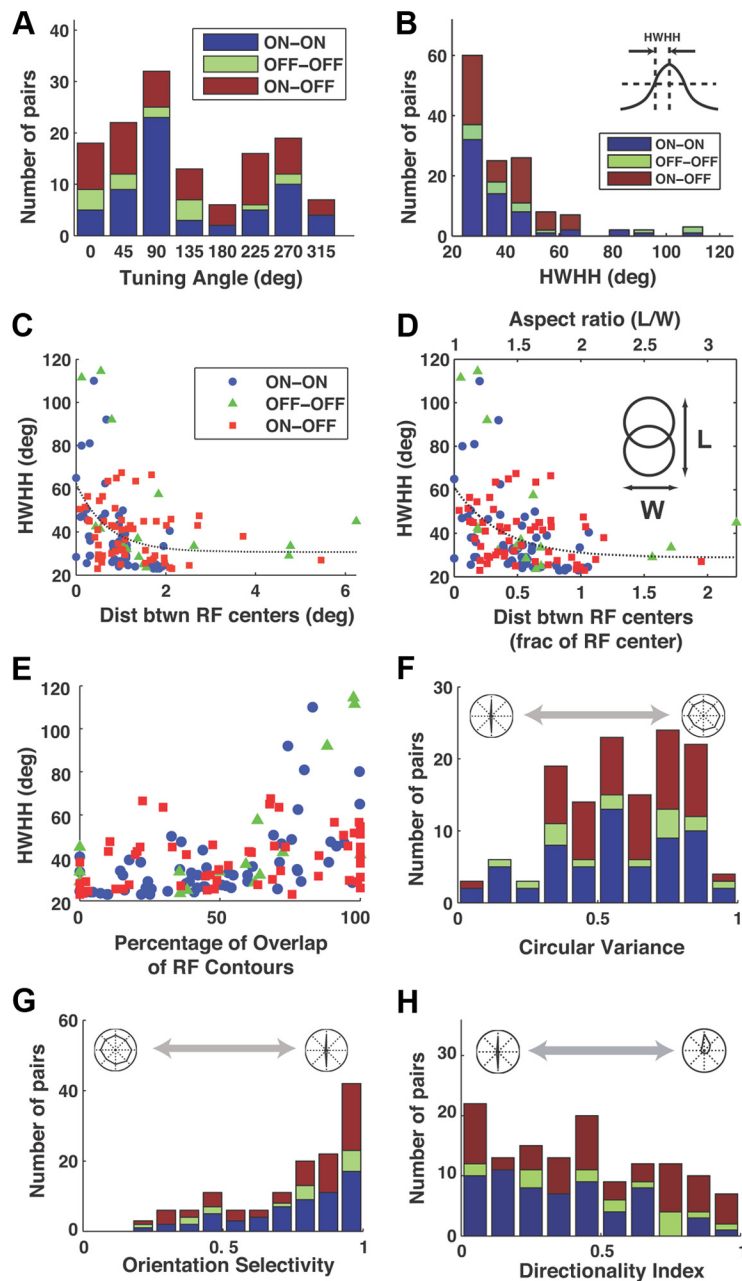 A
Number of pairs
40
30
20
10
0
ON–ON
OFF–OFF
ON–OFF
0 45 90 135 180 225 270 315
Tuning Angle (deg)
B
Number of pairs
60
40
20
0
HWHH
ON–ON
OFF–OFF
ON–OFF
20 40 60 80 100 120
HWHH (deg)
C
HWHH (deg)
120
100
80
60
40
20
ON–ON
OFF–OFF
ON–OFF
0 2 4 6
Dist btwn RF centers (deg)
D
Aspect ratio (L/W)
1 1.5 2 2.5 3
HWHH (deg)
120
100
80
60
40
20
L
W
0 0.5 1 1.5 2
Dist btwn RF centers
(frac of RF center)
E
HWHH (deg)
120
100
80
60
40
20
0 50 100
Percentage of Overlap
of RF Contours
F
Number of pairs
30
20
10
0
0 0.5 1
Circular Variance
G
Number of pairs
60
40
20
0
0 0.5 1
Orientation Selectivity
H
Number of pairs
30
20
10
0
0 0.5 1
Directionality Index